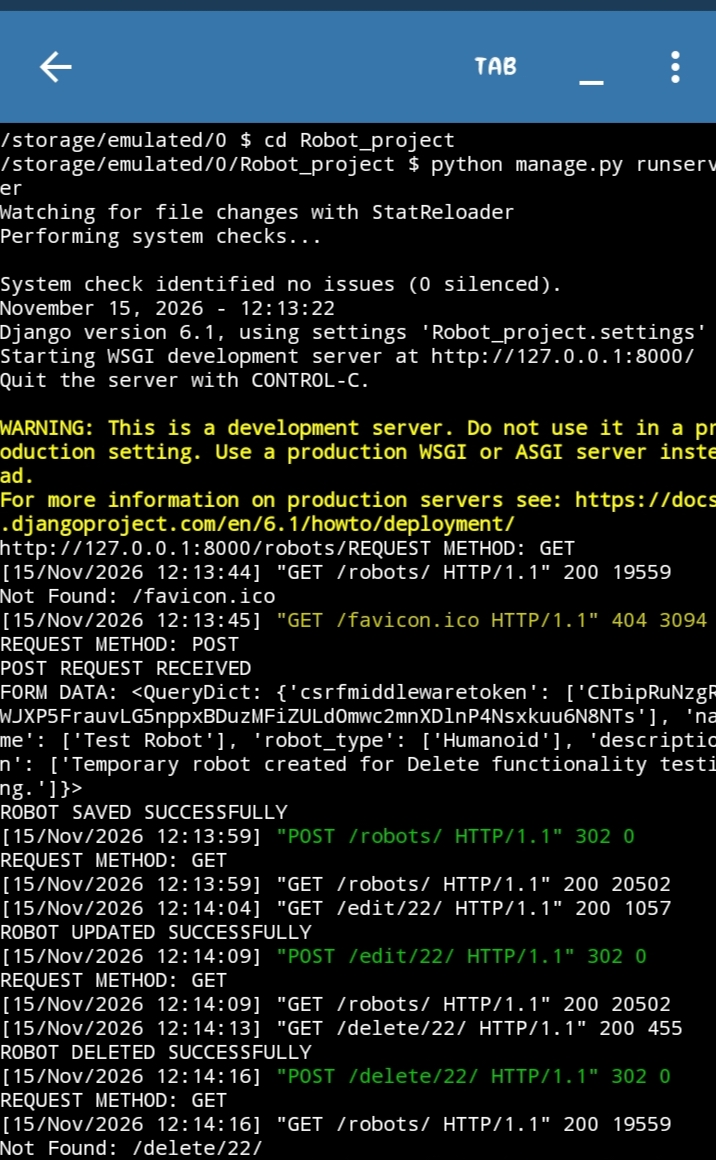 TAB _
/storage/emulated/0 $ cd Robot_project
/storage/emulated/0/Robot_project $ python manage.py runserv
er
Watching for file changes with StatReloader
Performing system checks...
System check identified no issues (0 silenced).
November 15, 2026 - 12:13:22
Django version 6.1, using settings 'Robot_project.settings'
Starting WSGI development server at http://127.0.0.1:8000/
Quit the server with CONTROL-C.
WARNING: This is a development server. Do not use it in a pr
oduction setting. Use a production WSGI or ASGI server inste
ad.
For more information on production servers see: https://docs
.djangoproject.com/en/6.1/howto/deployment/
http://127.0.0.1:8000/robots/REQUEST METHOD: GET
[15/Nov/2026 12:13:44] "GET /robots/ HTTP/1.1" 200 19559
Not Found: /favicon.ico
[15/Nov/2026 12:13:45] "GET /favicon.ico HTTP/1.1" 404 3094
REQUEST METHOD: POST
POST REQUEST RECEIVED
FORM DATA: <QueryDict: {'csrfmiddlewaretoken': ['CIbipRuNzgR
WJXP5FrauvLG5nppxBDuzMFiZULdOmwc2mnXDlnP4Nsxkuu6N8NTs'], 'na
me': ['Test Robot'], 'robot_type': ['Humanoid'], 'descriptio
n': ['Temporary robot created for Delete functionality testi
ng.']}>
ROBOT SAVED SUCCESSFULLY
[15/Nov/2026 12:13:59] "POST /robots/ HTTP/1.1" 302 0
REQUEST METHOD: GET
[15/Nov/2026 12:13:59] "GET /robots/ HTTP/1.1" 200 20502
[15/Nov/2026 12:14:04] "GET /edit/22/ HTTP/1.1" 200 1057
ROBOT UPDATED SUCCESSFULLY
[15/Nov/2026 12:14:09] "POST /edit/22/ HTTP/1.1" 302 0
REQUEST METHOD: GET
[15/Nov/2026 12:14:09] "GET /robots/ HTTP/1.1" 200 20502
[15/Nov/2026 12:14:13] "GET /delete/22/ HTTP/1.1" 200 455
ROBOT DELETED SUCCESSFULLY
[15/Nov/2026 12:14:16] "POST /delete/22/ HTTP/1.1" 302 0
REQUEST METHOD: GET
[15/Nov/2026 12:14:16] "GET /robots/ HTTP/1.1" 200 19559
Not Found: /delete/22/